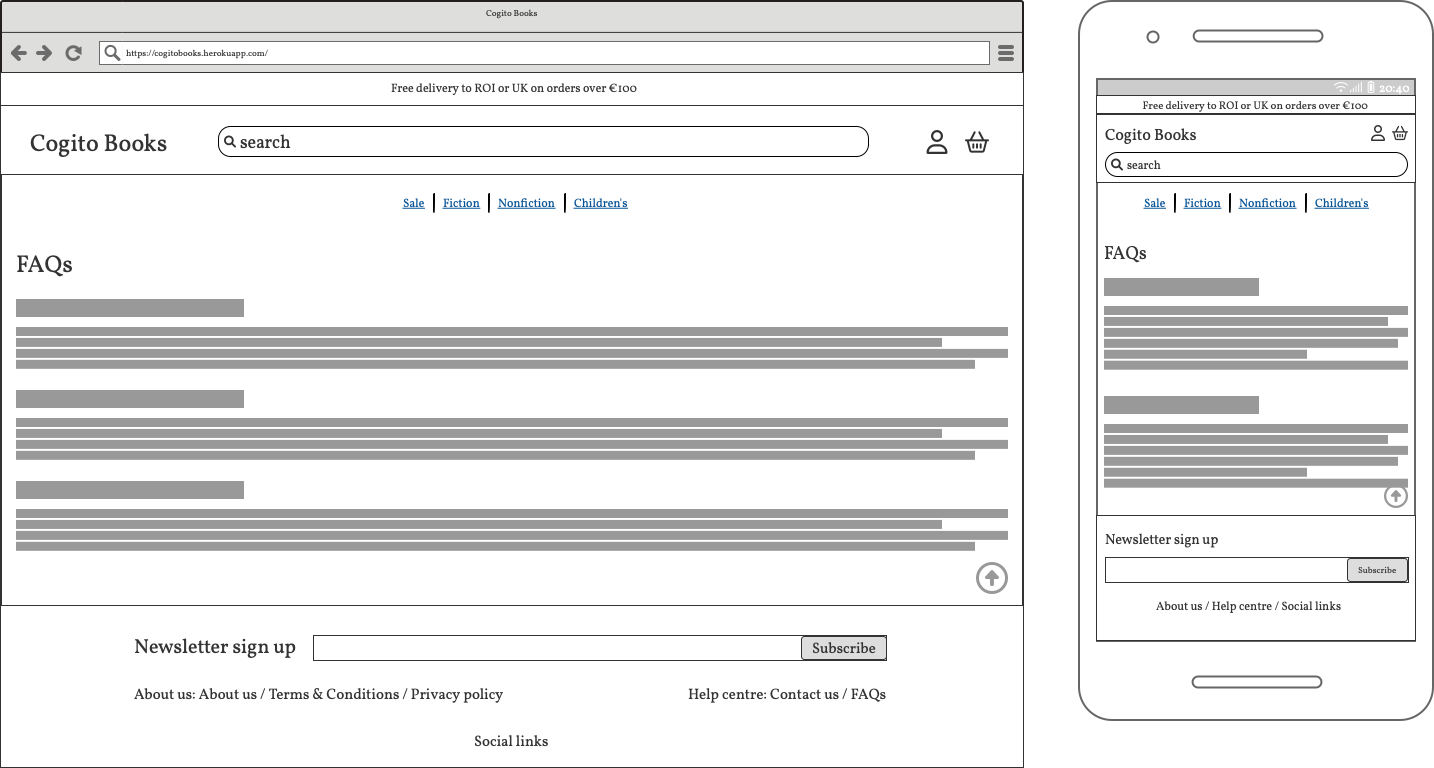 Cogito Books
https://cogitobooks.herokuapp.com/
Free delivery to ROI or UK on orders over €100
Cogito Books
search
Sale
Fiction
Nonfiction
Children's
FAQs
Newsletter sign up
Subscribe
About us: About us / Terms & Conditions / Privacy policy
Help centre: Contact us / FAQs
Social links
20:40
Free delivery to ROI or UK on orders over €100
Cogito Books
search
Sale
Fiction
Nonfiction
Children's
FAQs
Newsletter sign up
Subscribe
About us / Help centre / Social links